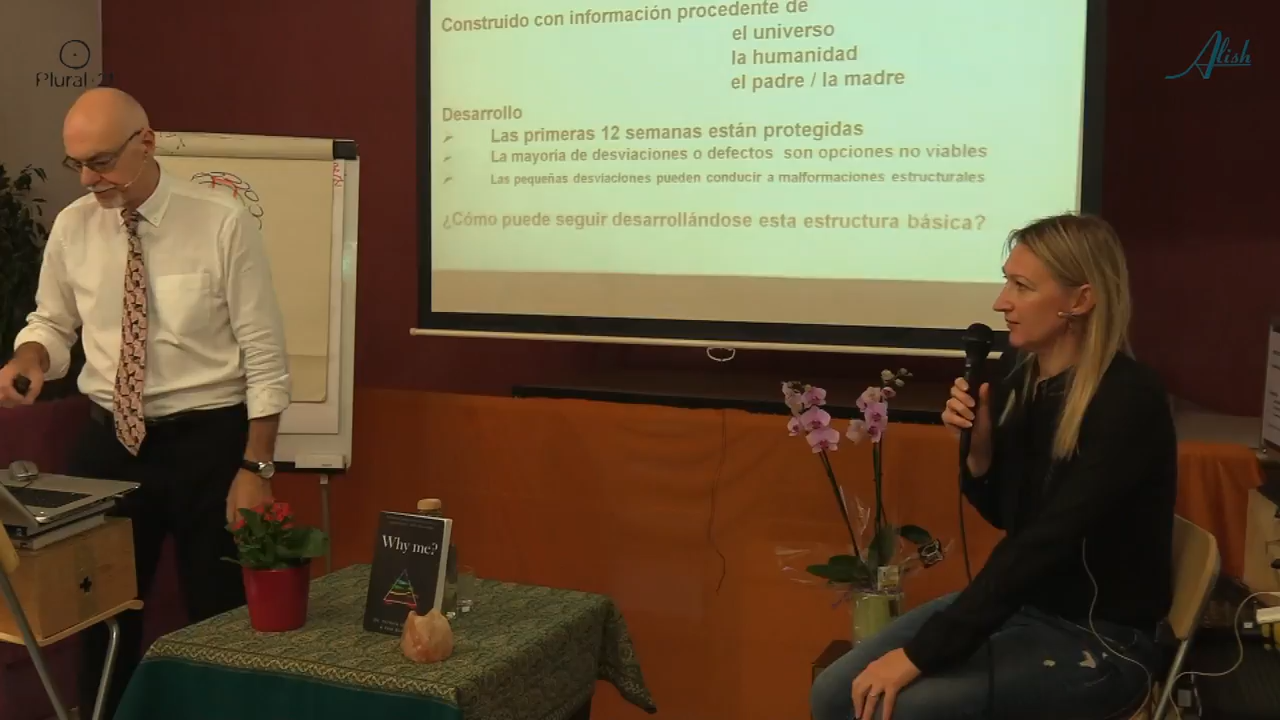 Construido con información procedente de
el universo
la humanidad
el padre / la madre
Desarrollo
Las primeras 12 semanas están protegidas
La mayoría de desviaciones o defectos son opciones no viables
Las pequeñas desviaciones pueden conducir a malformaciones estructurales
¿Cómo puede seguir desarrollándose esta estructura básica?
Plural-21
Alish
Why me?